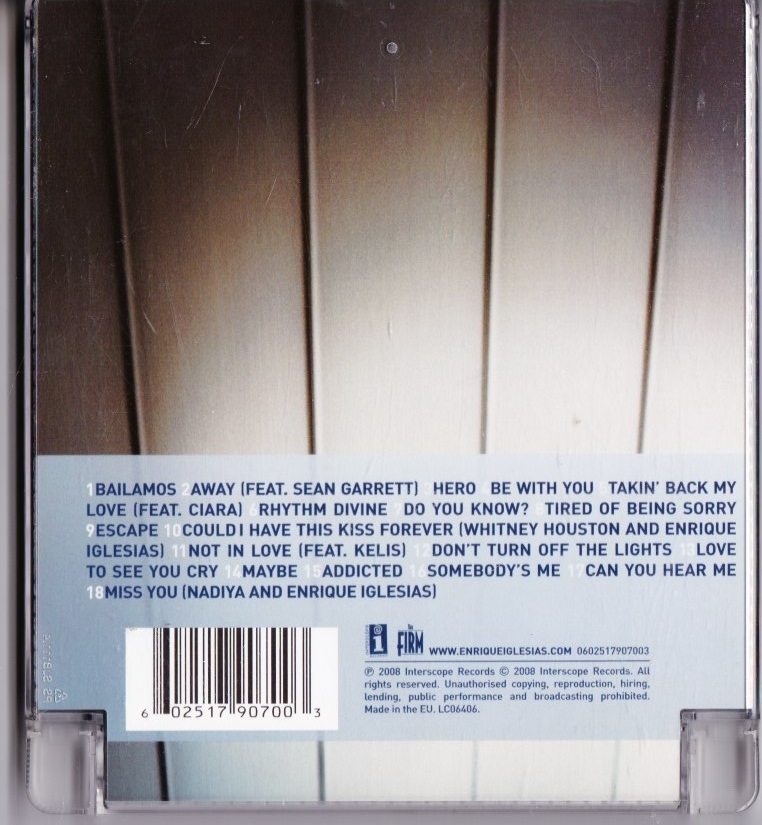 1 BAILAMOS 2 AWAY (FEAT. SEAN GARRETT) 3 HERO 4 BE WITH YOU 5 TAKIN' BACK MY
LOVE (FEAT. CIARA) 6 RHYTHM DIVINE 7 DO YOU KNOW? 8 TIRED OF BEING SORRY
9 ESCAPE 10 COULD I HAVE THIS KISS FOREVER (WHITNEY HOUSTON AND ENRIQUE
IGLESIAS) 11 NOT IN LOVE (FEAT. KELIS) 12 DON'T TURN OFF THE LIGHTS 13 LOVE
TO SEE YOU CRY 14 MAYBE 15 ADDICTED 16 SOMEBODY'S ME 17 CAN YOU HEAR ME
18 MISS YOU (NADIYA AND ENRIQUE IGLESIAS)
6 02517 90700 3
i The FIRM WWW.ENRIQUEIGLESIAS.COM 0602517907003
℗ 2008 Interscope Records © 2008 Interscope Records. All
rights reserved. Unauthorised copying, reproduction, hiring,
lending, public performance and broadcasting prohibited.
Made in the EU. LC06406.